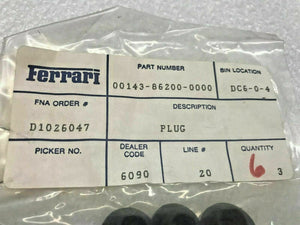 Ferrari
PART NUMBER
BIN LOCATION
00143-86200-0000
DC6-0-4
FNA ORDER #
DESCRIPTION
D1026047
PLUG
PICKER NO.
DEALER CODE
LINE #
QUANTITY
6090
20
6
3